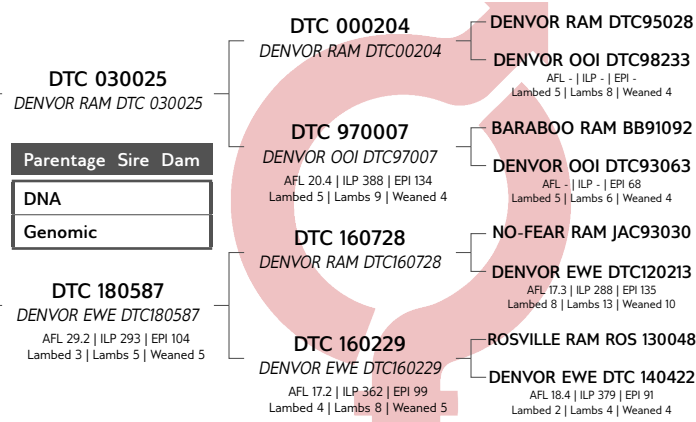 DTC 030025
DENVOR RAM DTC 030025
Parentage Sire Dam
DNA
Genomic
DTC 180587
DENVOR EWE DTC180587
AFL 29.2 | ILP 293 | EPI 104
Lambed 3 | Lambs 5 | Weaned 5
DTC 000204
DENVOR RAM DTC00204
DTC 970007
DENVOR OOI DTC97007
AFL 20.4 | ILP 388 | EPI 134
Lambed 5 | Lambs 9 | Weaned 4
DTC 160728
DENVOR RAM DTC160728
DTC 160229
DENVOR EWE DTC160229
AFL 17.2 | ILP 362 | EPI 99
Lambed 4 | Lambs 8 | Weaned 5
DENVOR RAM DTC95028
DENVOR OOI DTC98233
AFL - | ILP - | EPI -
Lambed 5 | Lambs 8 | Weaned 4
BARABOO RAM BB91092
DENVOR OOI DTC93063
AFL - | ILP - | EPI 68
Lambed 5 | Lambs 6 | Weaned 4
NO-FEAR RAM JAC93030
DENVOR EWE DTC120213
AFL 17.3 | ILP 288 | EPI 135
Lambed 8 | Lambs 13 | Weaned 10
ROSVILLE RAM ROS 130048
DENVOR EWE DTC 140422
AFL 18.4 | ILP 379 | EPI 91
Lambed 2 | Lambs 4 | Weaned 4